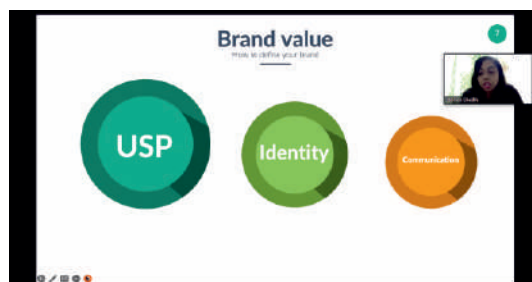 Brand value
How to define your brand
7
USP
Identity
Communication